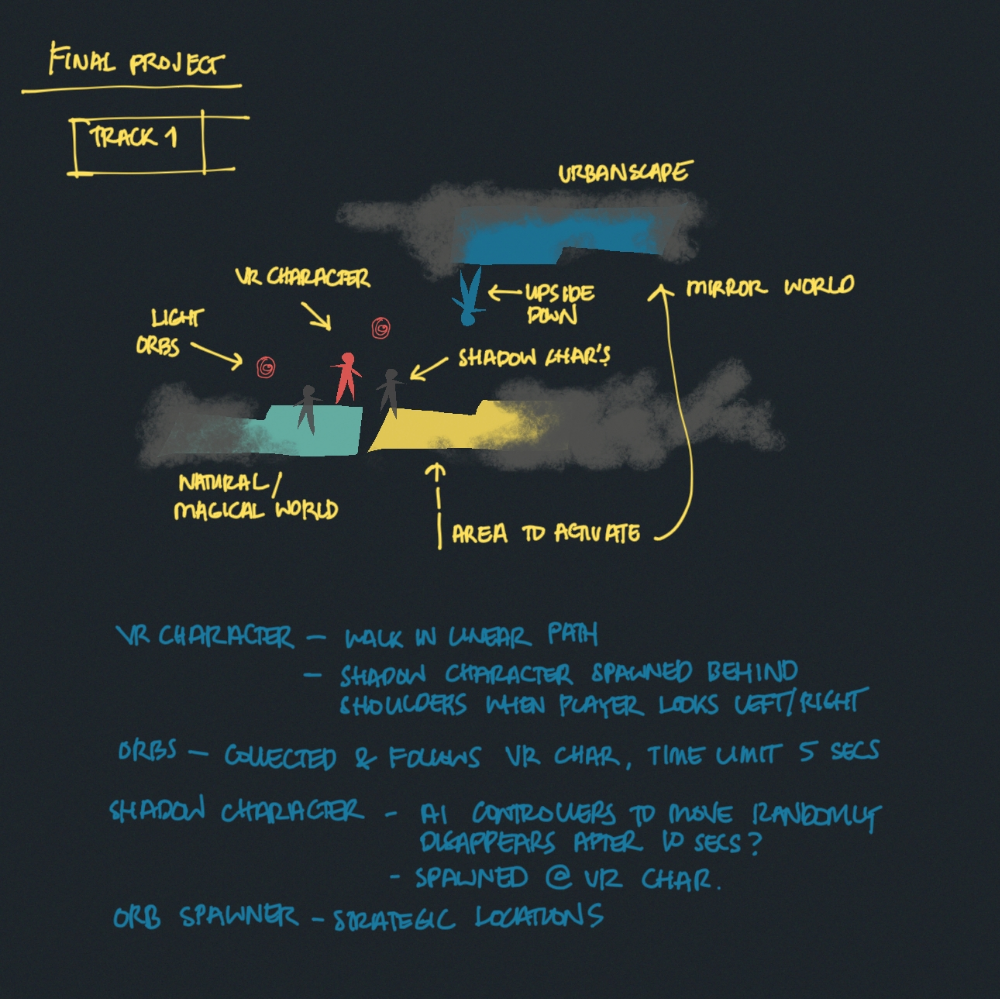 FINAL PROJECT
TRACK 1
URBANSCAPE
VR CHARACTER
MIRROR WORLD
UPSIDE
DOWN
LIGHT
ORBS
SHADOW CHAR'S
NATURAL/
MAGICAL WORLD
AREA TO ACTIVATE
VR CHARACTER – WALK IN LINEAR PATH
– SHADOW CHARACTER SPAWNED BEHIND
SHOULDERS WHEN PLAYER LOOKS LEFT/RIGHT
ORBS – COLLECTED & FOLLOWS VR CHAR, TIME LIMIT 5 SECS
SHADOW CHARACTER - AI CONTROLLERS TO MOVE RANDOMLY
DISAPPEARS AFTER 10 SECS?
- SPAWNED @ VR CHAR.
ORB SPAWNER – STRATEGIC LOCATIONS